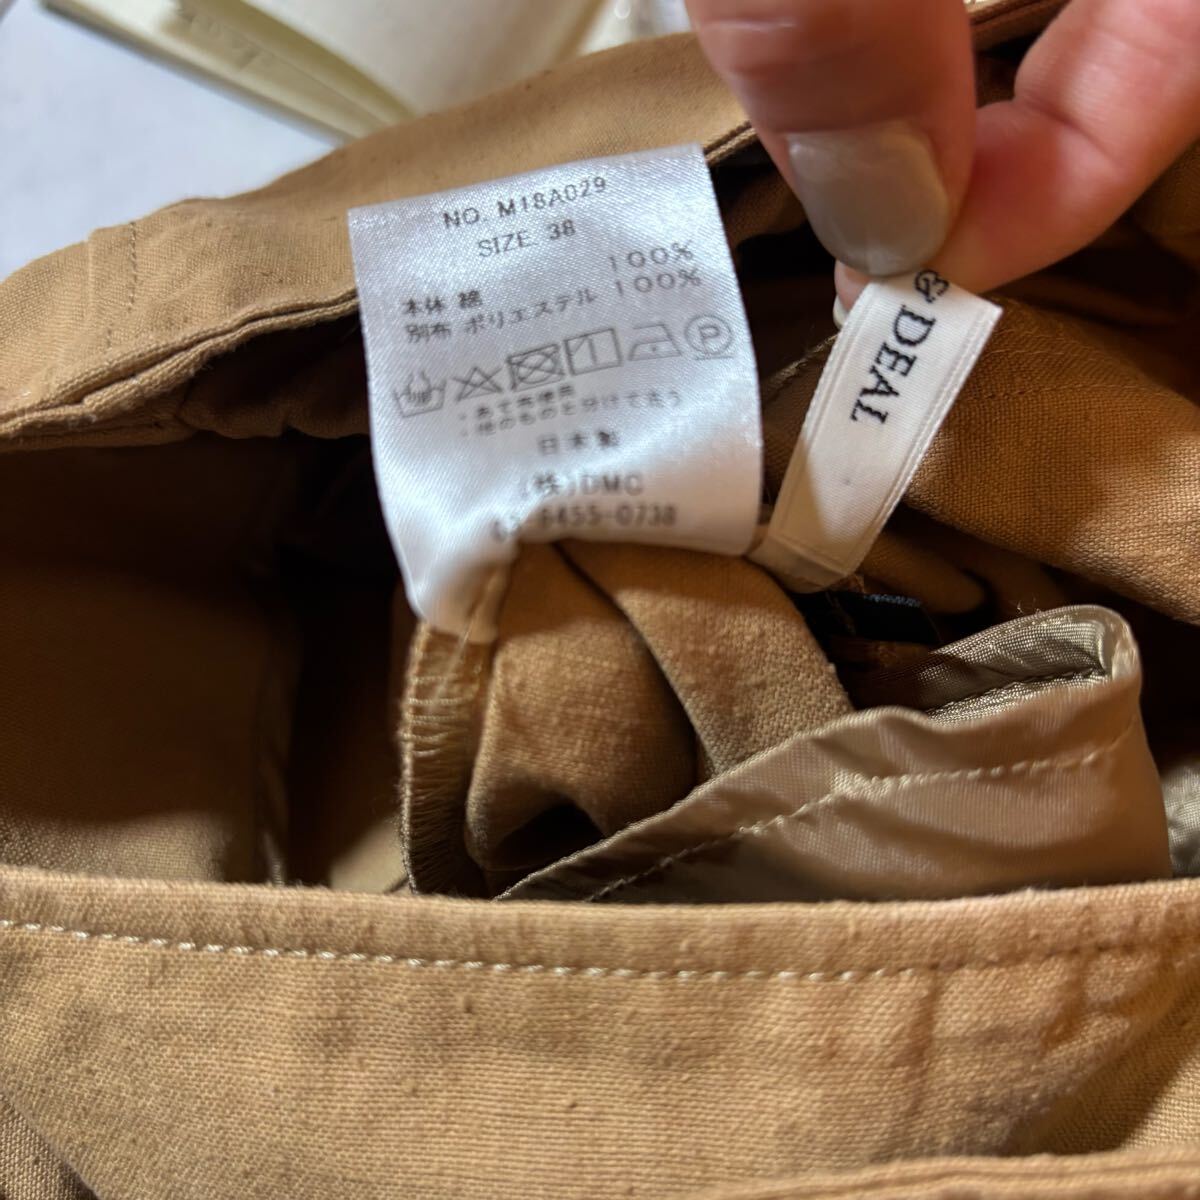 NO. M18A029
SIZE 38
本体 綿 100%
別布 ポリエステル 100%
・あて布使用
・他のものと分けて洗う
日本製
(株)DMC
6455-0738
& DEAL